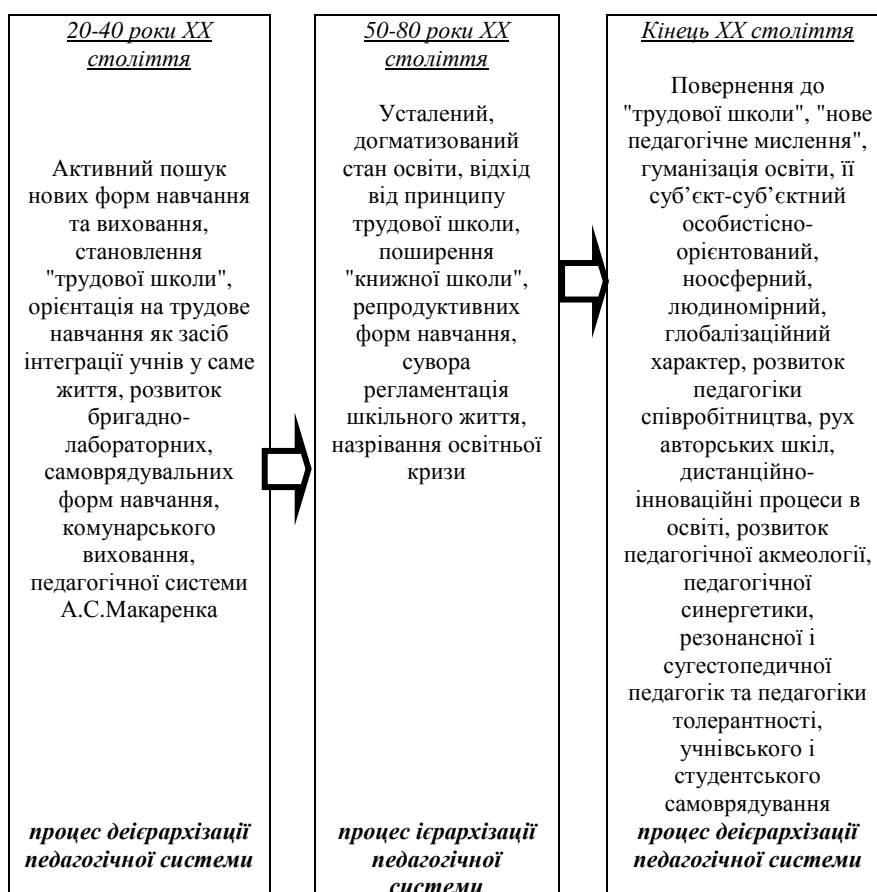 20-40 роки XX
століття
Активний пошук
нових форм навчання
та виховання,
становлення
"трудової школи",
орієнтація на трудове
навчання як засіб
інтеграції учнів у саме
життя, розвиток
бригадно-
лабораторних,
самоврядувальних
форм навчання,
комунарського
виховання,
педагогічної системи
А.С.Макаренка
процес деієрархізації
педагогічної системи
50-80 роки XX
століття
Усталений,
догматизований
стан освіти, відхід
від принципу
трудової школи,
поширення
"книжної школи",
репродуктивних
форм навчання,
сувора
регламентація
шкільного життя,
назрівання освітньої
кризи
процес ієрархізації
педагогічної
системи
Кінець XX століття
Повернення до
"трудової школи", "нове
педагогічне мислення",
гуманізація освіти, її
суб’єкт-суб’єктний
особистісно-
орієнтований,
ноосферний,
людиномірний,
глобалізаційний
характер, розвиток
педагогіки
співробітництва, рух
авторських шкіл,
дистанційно-
інноваційні процеси в
освіті, розвиток
педагогічної акмеології,
педагогічної
синергетики,
резонансної і
сугестопедичної
педагогік та педагогіки
толерантності,
учнівського і
студентського
самоврядування
процес деієрархізації
педагогічної системи